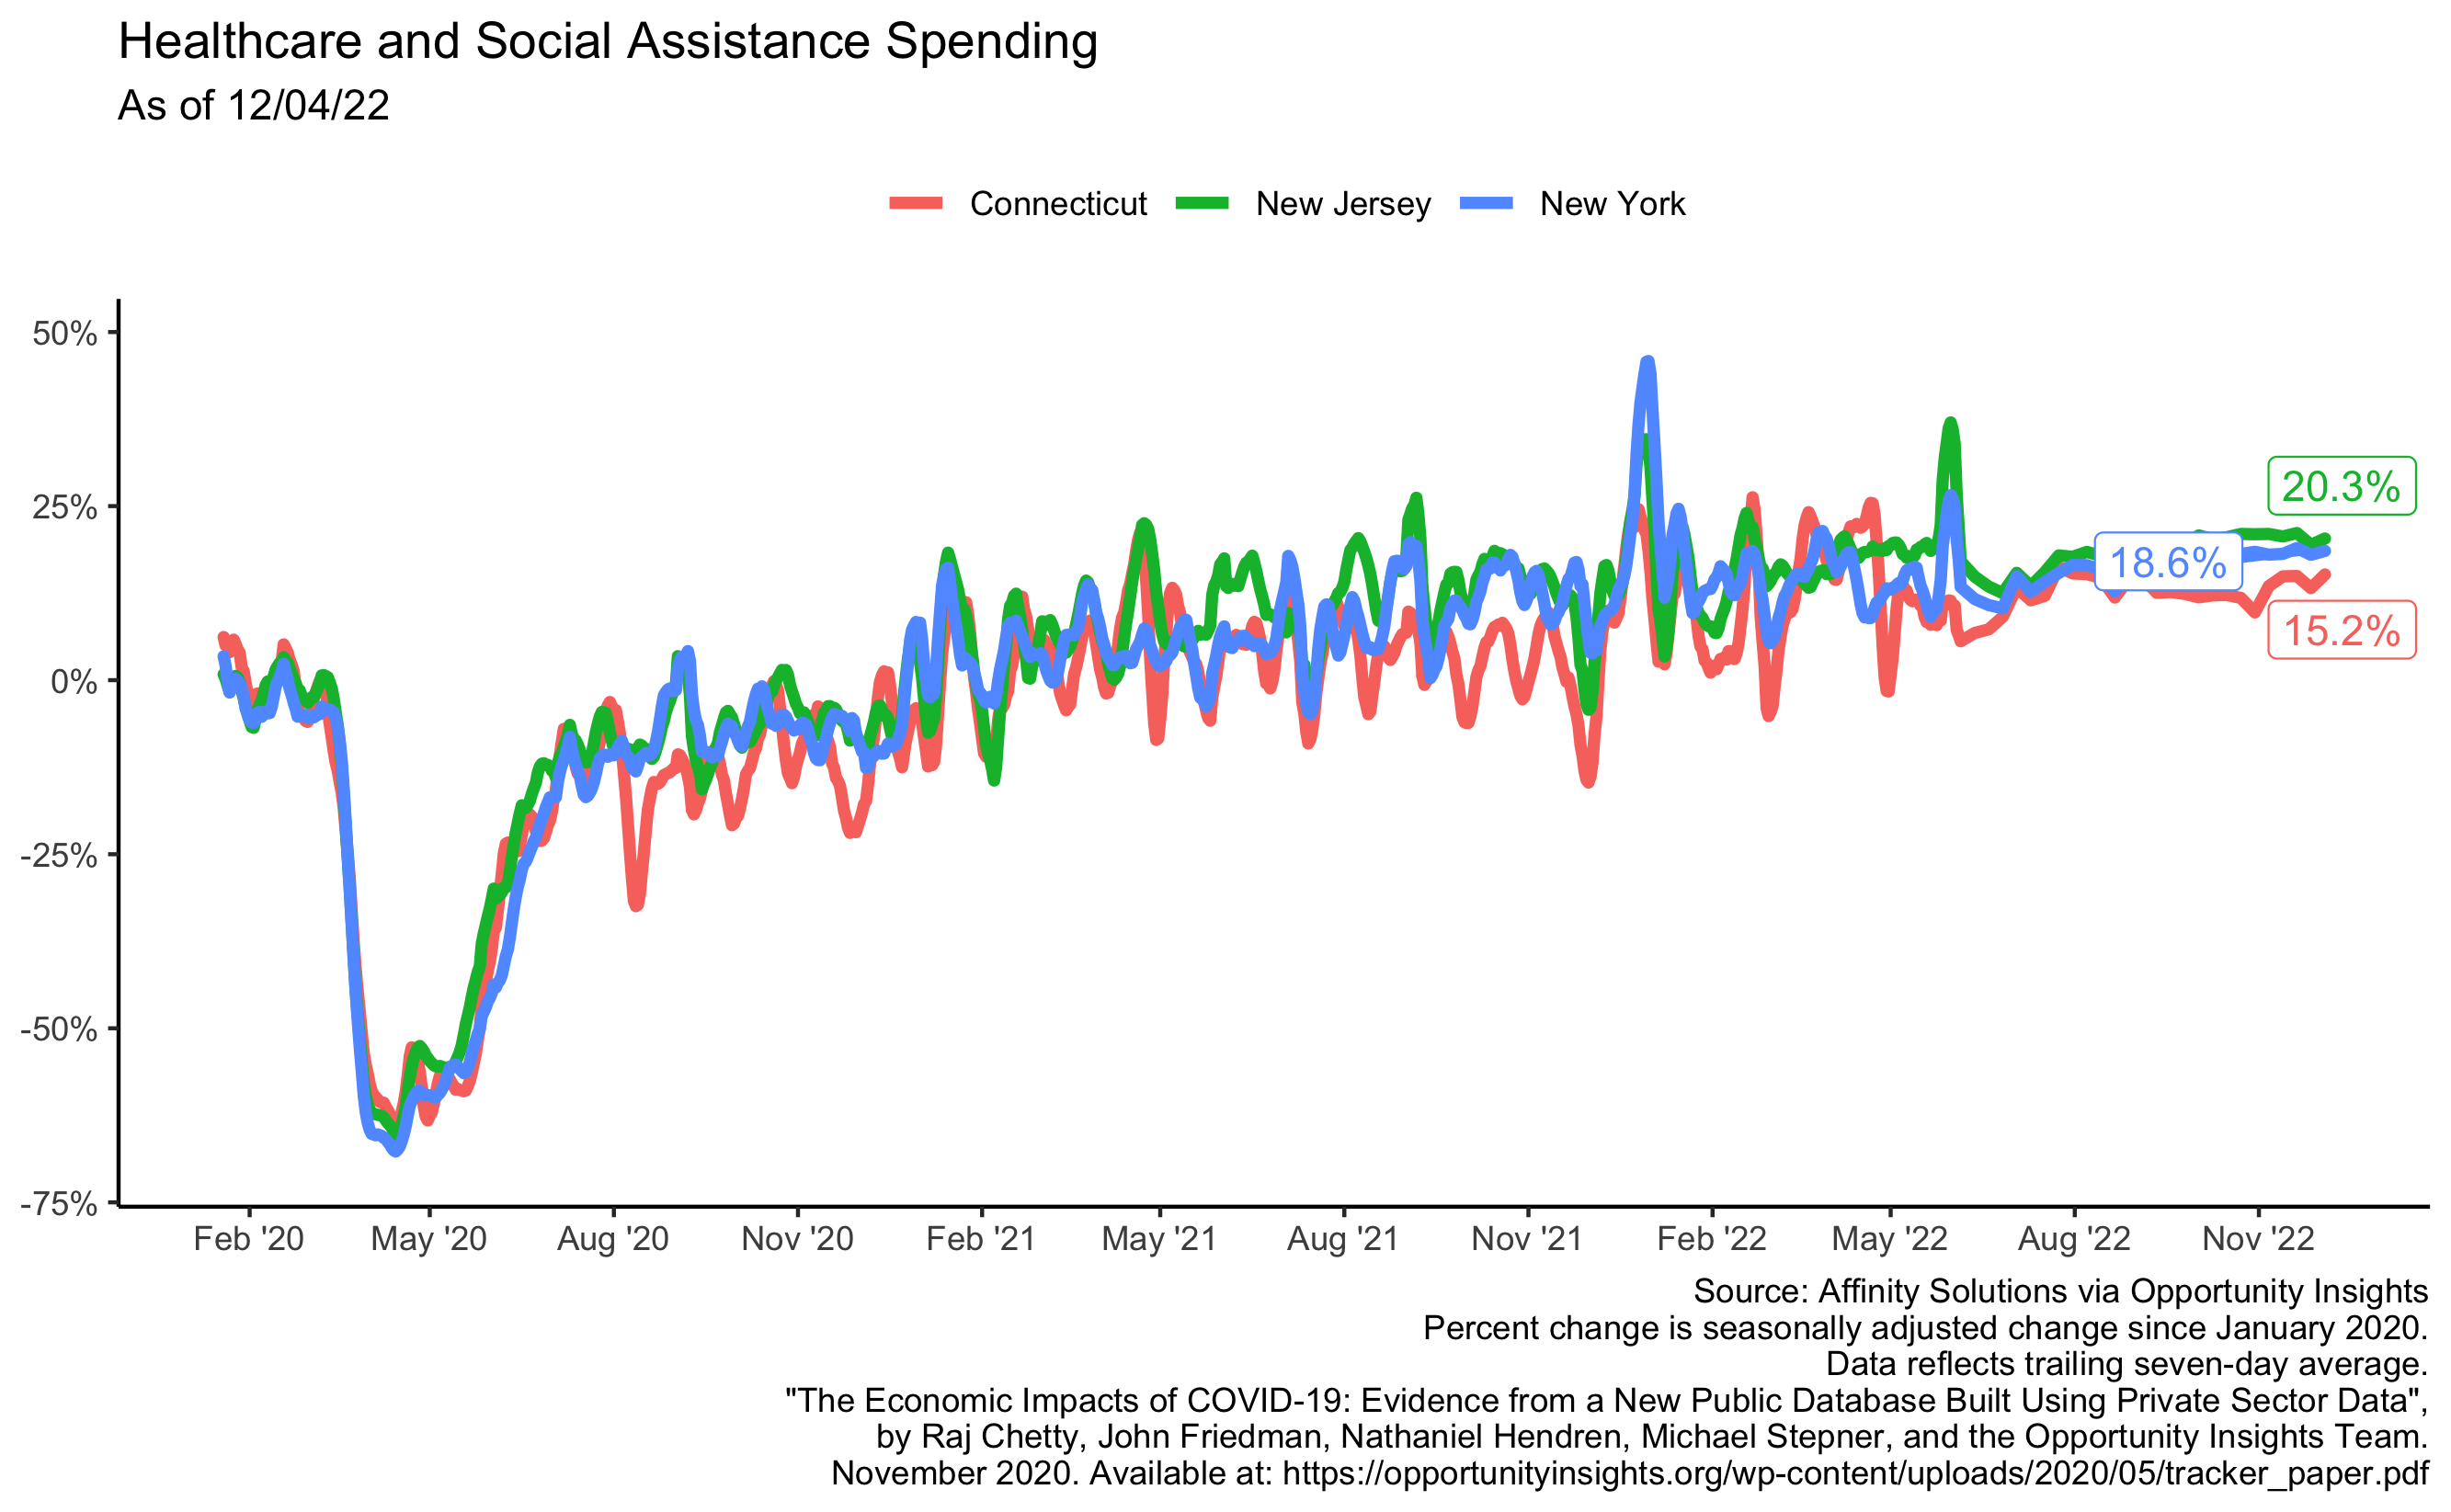 Healthcare and Social Assistance Spending
As of 12/04/22
Connecticut New Jersey New York
50%
25%
0%
-25%
-50%
-75%
20.3%
18.6%
15.2%
Feb '20 May '20 Aug '20 Nov '20 Feb '21 May '21 Aug '21 Nov '21 Feb '22 May '22 Aug '22 Nov '22
Source: Affinity Solutions via Opportunity Insights
Percent change is seasonally adjusted change since January 2020.
Data reflects trailing seven-day average.
"The Economic Impacts of COVID-19: Evidence from a New Public Database Built Using Private Sector Data",
by Raj Chetty, John Friedman, Nathaniel Hendren, Michael Stepner, and the Opportunity Insights Team.
November 2020. Available at: https://opportunityinsights.org/wp-content/uploads/2020/05/tracker_paper.pdf